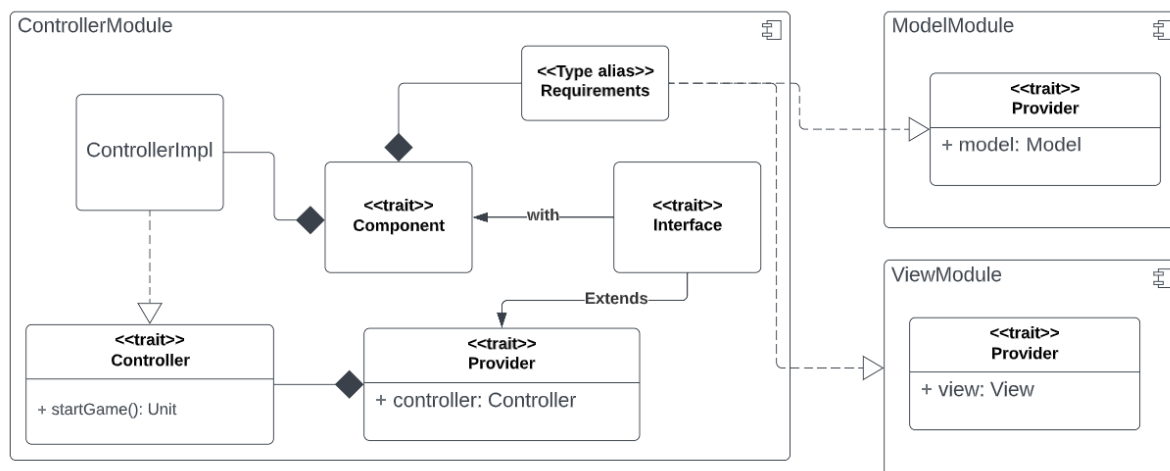 ControllerModule
<<Type alias>>
Requirements
ControllerImpl
<<trait>>
Component
with
<<trait>>
Interface
Extends
<<trait>>
Controller
+ startGame(): Unit
<<trait>>
Provider
+ controller: Controller
ModelModule
<<trait>>
Provider
+ model: Model
ViewModule
<<trait>>
Provider
+ view: View